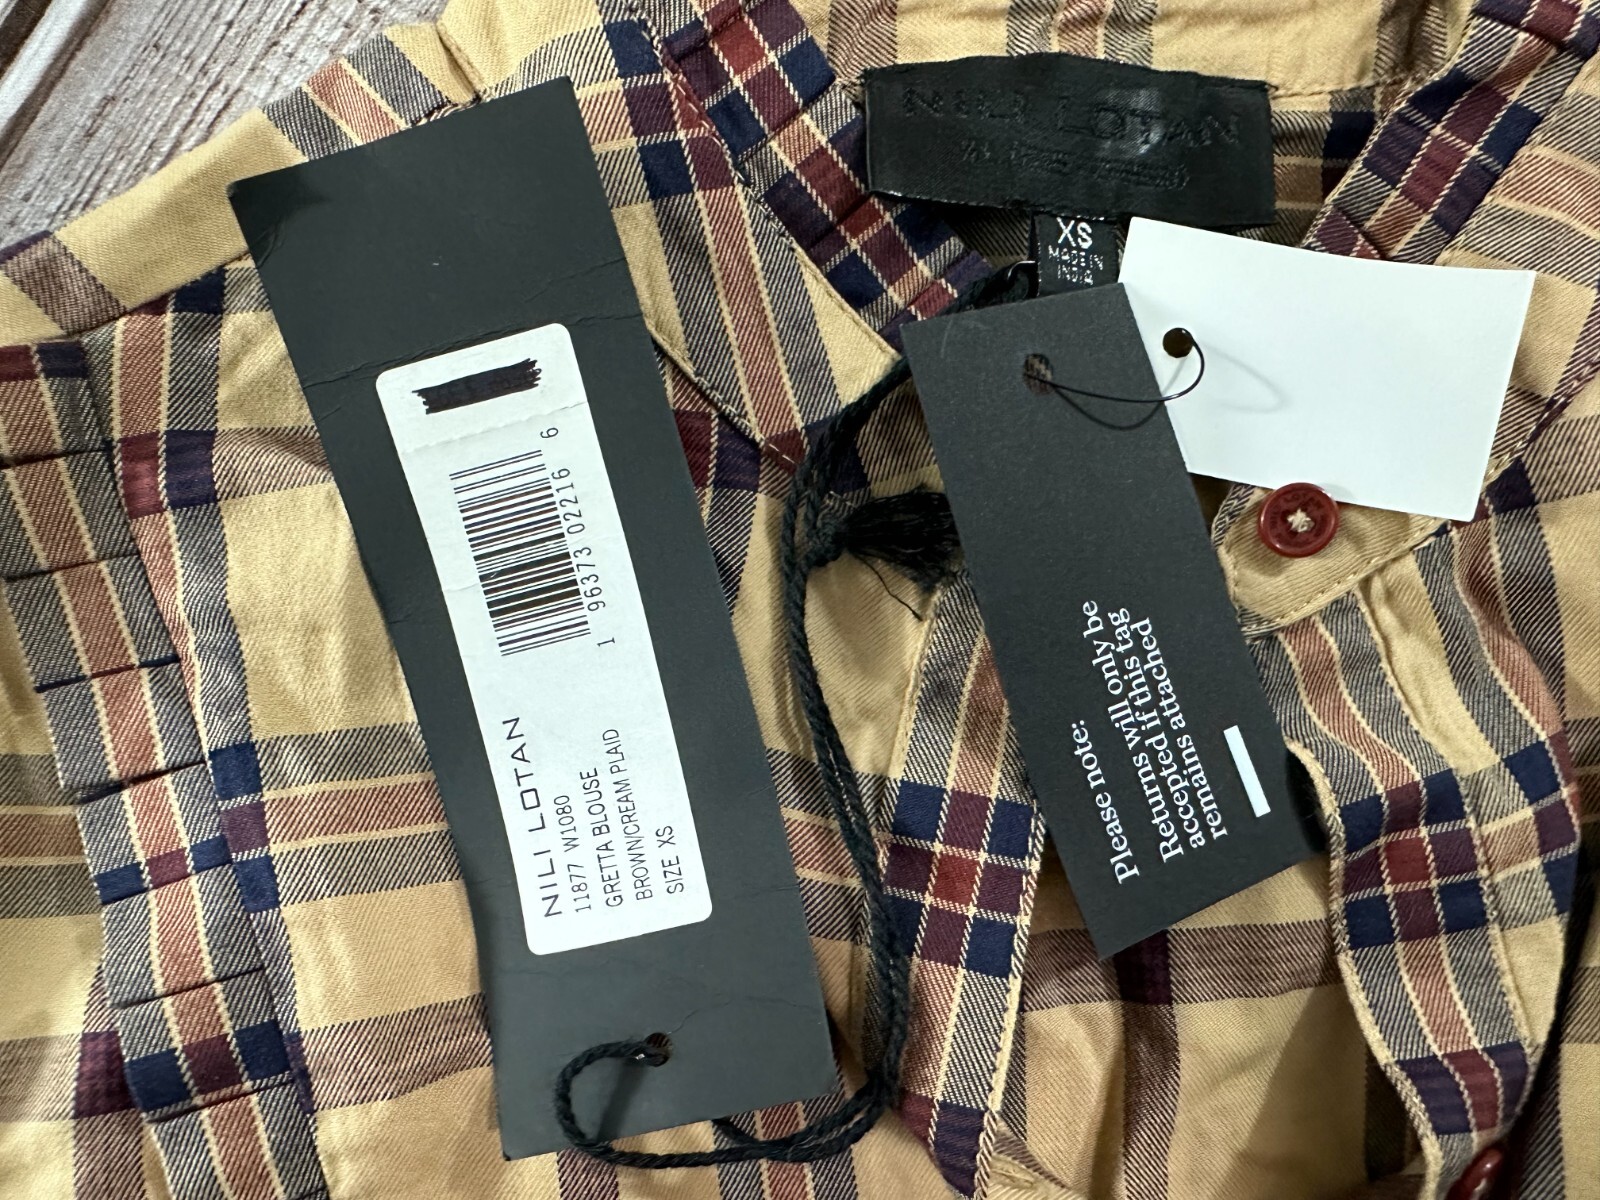 NILI LOTAN
XS
MADE IN
INDIA
6
1 96373 02216
NILI LOTAN
11877 W1080
GRETTA BLOUSE
BROWN/CREAM PLAID
SIZE XS
Please note:
Returns will only be
accepted if this tag
remains attached